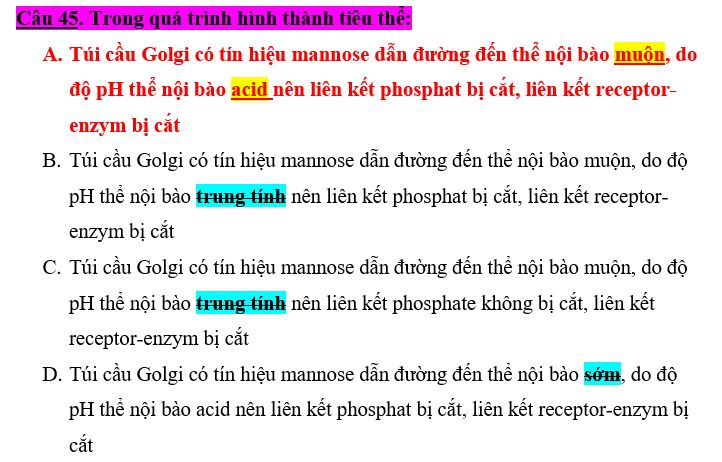 Câu 45. Trong quá trình hình thành tiêu thể:
A. Túi cầu Golgi có tín hiệu mannose dẫn đường đến thể nội bào muộn, do
độ pH thể nội bào acid nên liên kết phosphat bị cắt, liên kết receptor-
enzym bị cắt
B. Túi cầu Golgi có tín hiệu mannose dẫn đường đến thể nội bào muộn, do độ
pH thể nội bào trung tính nên liên kết phosphat bị cắt, liên kết receptor-
enzym bị cắt
C. Túi cầu Golgi có tín hiệu mannose dẫn đường đến thể nội bào muộn, do độ
pH thể nội bào trung tính nên liên kết phosphate không bị cắt, liên kết
receptor-enzym bị cắt
D. Túi cầu Golgi có tín hiệu mannose dẫn đường đến thể nội bào sớm, do độ
pH thể nội bào acid nên liên kết phosphat bị cắt, liên kết receptor-enzym bị
cắt